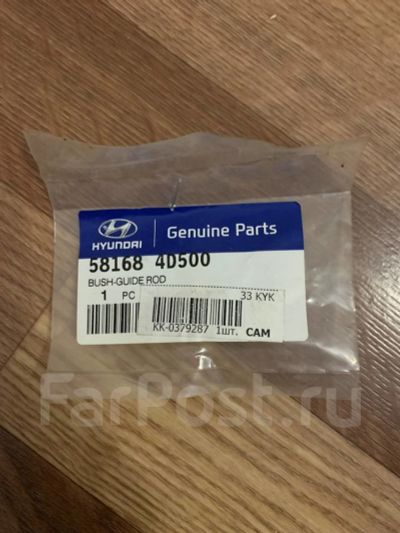 HYUNDAI
Genuine Parts
58168 4D500
BUSH-GUIDE ROD
1 PC
33 KYK
KK-0379287 1шт.
CAM
FarPost.ru